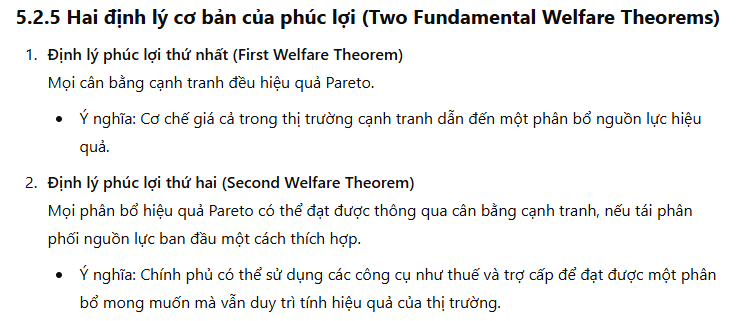 5.2.5 Hai định lý cơ bản của phúc lợi (Two Fundamental Welfare Theorems)
1. Định lý phúc lợi thứ nhất (First Welfare Theorem)
Mọi cân bằng cạnh tranh đều hiệu quả Pareto.
• Ý nghĩa: Cơ chế giá cả trong thị trường cạnh tranh dẫn đến một phân bổ nguồn lực hiệu
quả.
2. Định lý phúc lợi thứ hai (Second Welfare Theorem)
Mọi phân bổ hiệu quả Pareto có thể đạt được thông qua cân bằng cạnh tranh, nếu tái phân
phối nguồn lực ban đầu một cách thích hợp.
• Ý nghĩa: Chính phủ có thể sử dụng các công cụ như thuế và trợ cấp để đạt được một phân
bổ mong muốn mà vẫn duy trì tính hiệu quả của thị trường.